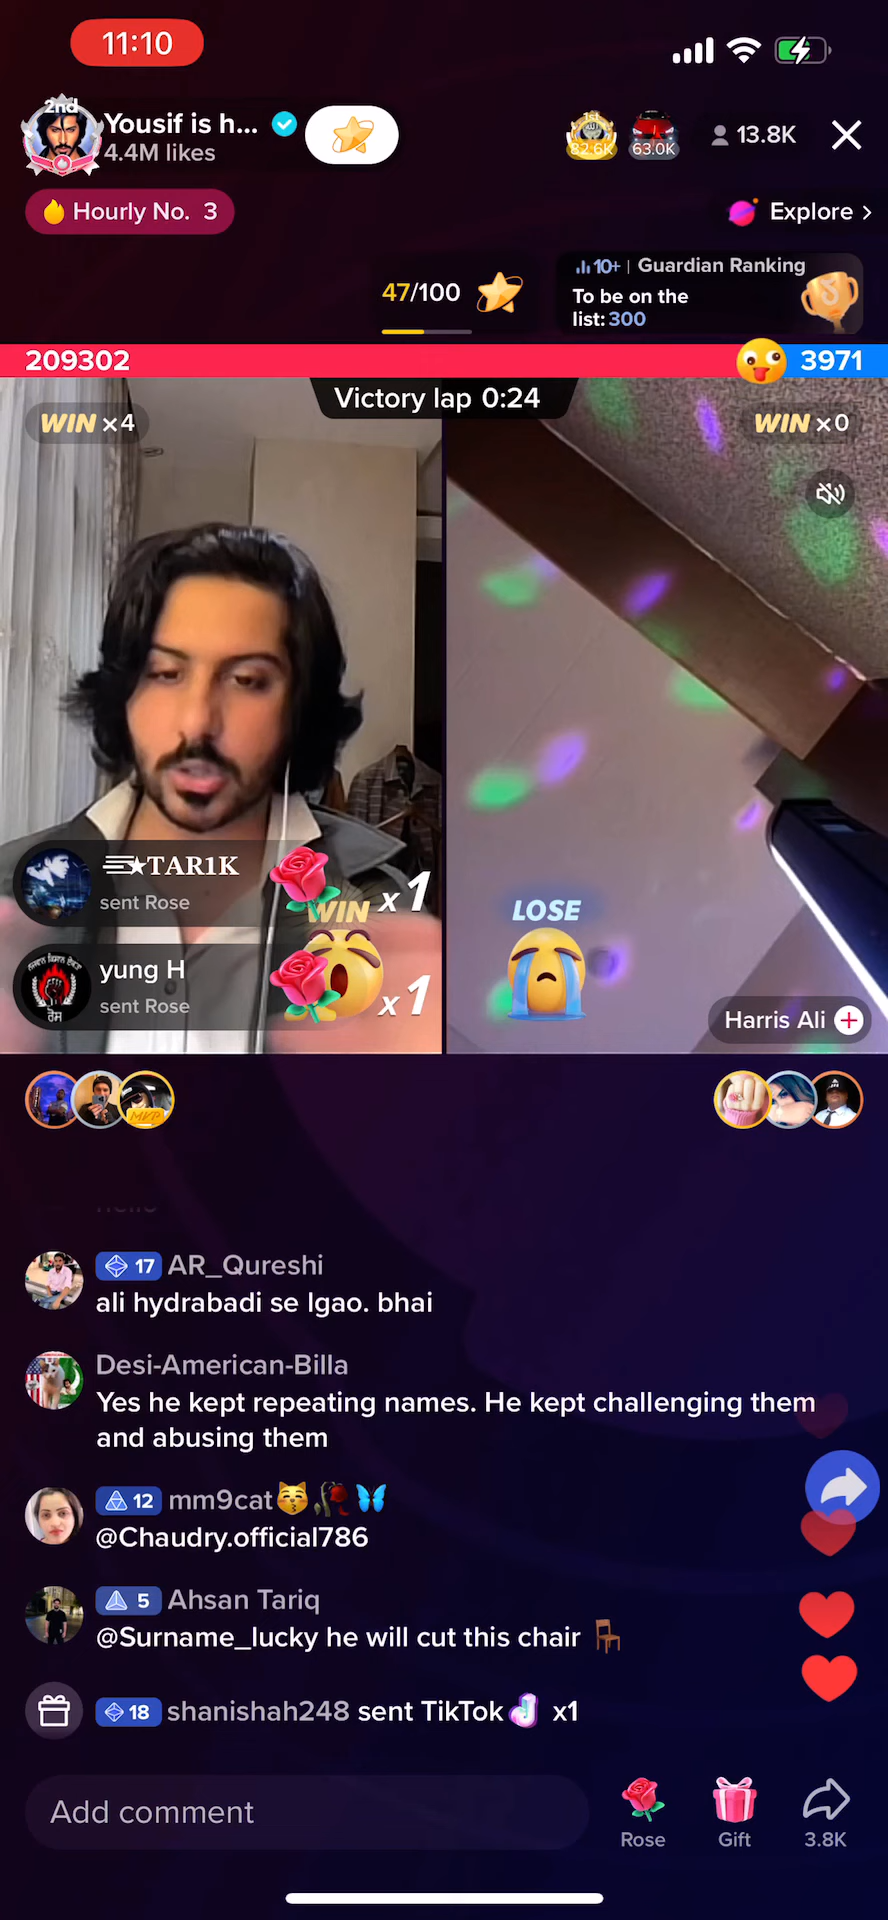 11:10
2nd
Yousif is h...
4.4M likes
1st
82.6K
63.0K
13.8K
Hourly No. 3
Explore >
47/100
10+ | Guardian Ranking
To be on the
list: 300
209302
3971
Victory lap 0:24
WIN x4
WIN x0
★TAR1K
sent Rose
x1
WIN
yung H
sent Rose
x1
LOSE
Harris Ali +
MVP
hello
17 AR_Qureshi
ali hydrabadi se lgao. bhai
Desi-American-Billa
Yes he kept repeating names. He kept challenging them
and abusing them
12 mm9cat😽🥀🦋
@Chaudry.official786
5 Ahsan Tariq
@Surname_lucky he will cut this chair 🪑
18 shanishah248 sent TikTok x1
Add comment
Rose
Gift
3.8K